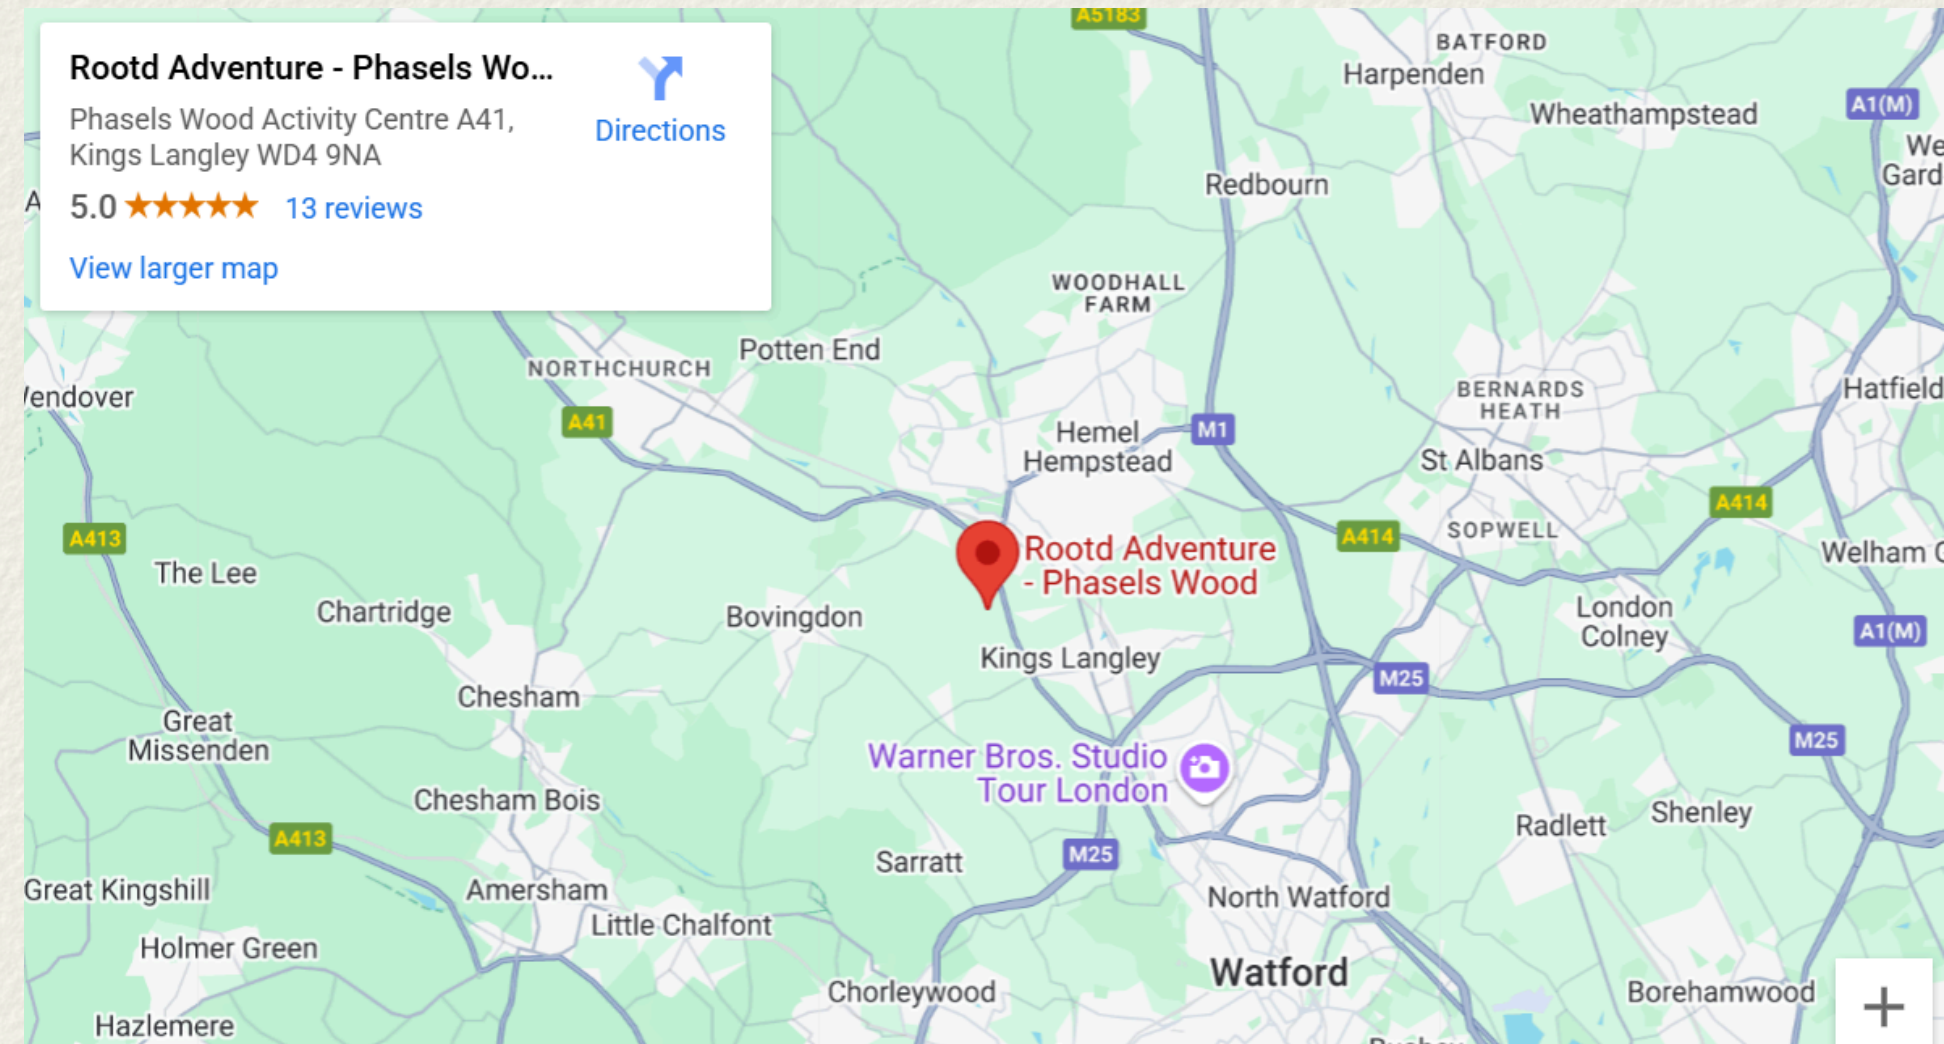 Rootd Adventure - Phasels Wo...
Phasels Wood Activity Centre A41,
Kings Langley WD4 9NA
5.0
13 reviews
View larger map
Directions
A5183
BATFORD
Harpenden
Wheathampstead
A1(M)
Redbourn
WOODHALL
FARM
Potten End
NORTHCHURCH
A41
Hemel
Hempstead
M1
BERNARDS
HEATH
Hatfield
St Albans
A414
A414
SOPWELL
A413
The Lee
Rootd Adventure
- Phasels Wood
Chartridge
Bovingdon
London
Colney
A1(M)
Kings Langley
M25
Chesham
Great
Missenden
M25
Warner Bros. Studio
Tour London
Chesham Bois
Shenley
Radlett
A413
M25
Sarratt
Great Kingshill
Amersham
North Watford
Little Chalfont
Holmer Green
Watford
Chorleywood
Borehamwood
Hazlemere